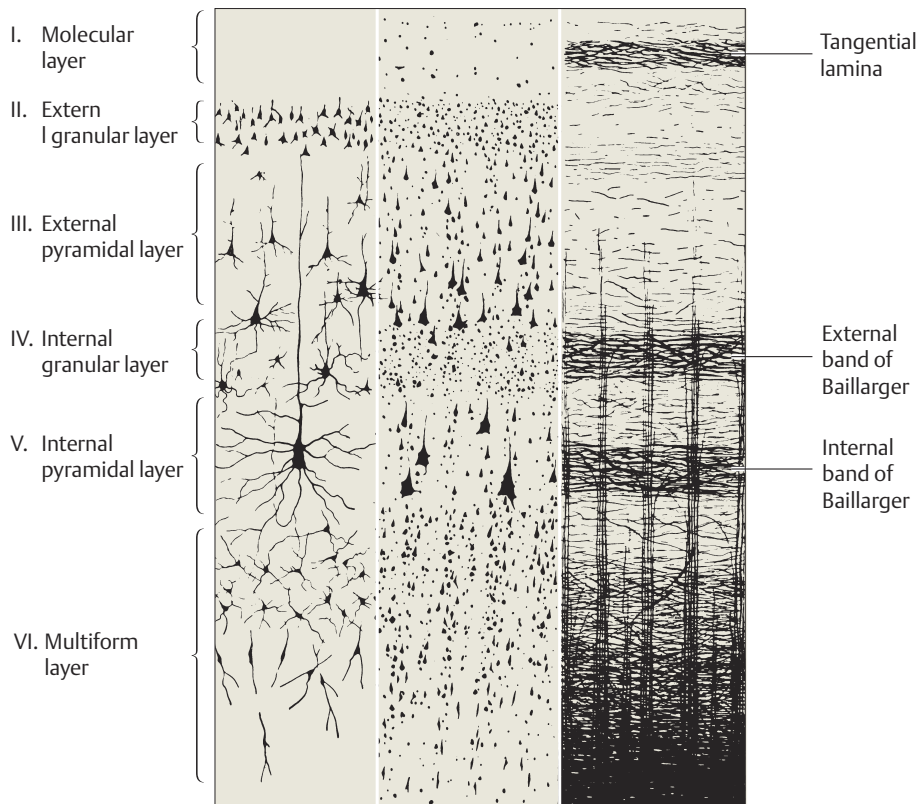 I. Molecular
layer
II. Extern
l granular layer
III. External
pyramidal layer
IV. Internal
granular layer
V. Internal
pyramidal layer
VI. Multiform
layer
Tangential
lamina
External
band of
Baillarger
Internal
band of
Baillarger